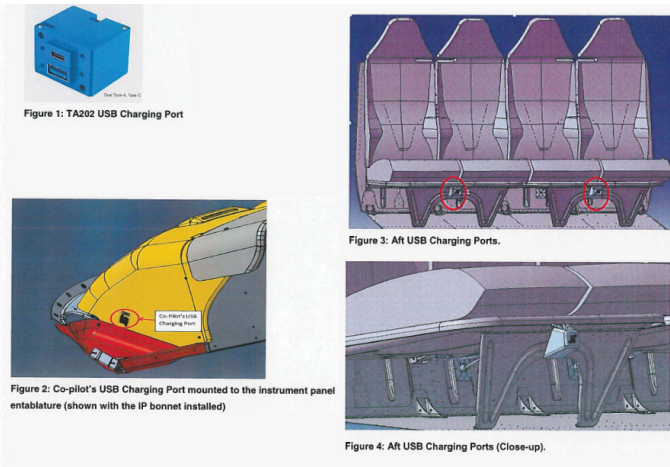 Dual Type A, Type C
Figure 1: TA202 USB Charging Port
Co-Pilot's USB
Charging Port
Figure 2: Co-pilot's USB Charging Port mounted to the instrument panel
entablature (shown with the IP bonnet installed)
Figure 3: Aft USB Charging Ports.
Figure 4: Aft USB Charging Ports (Close-up).